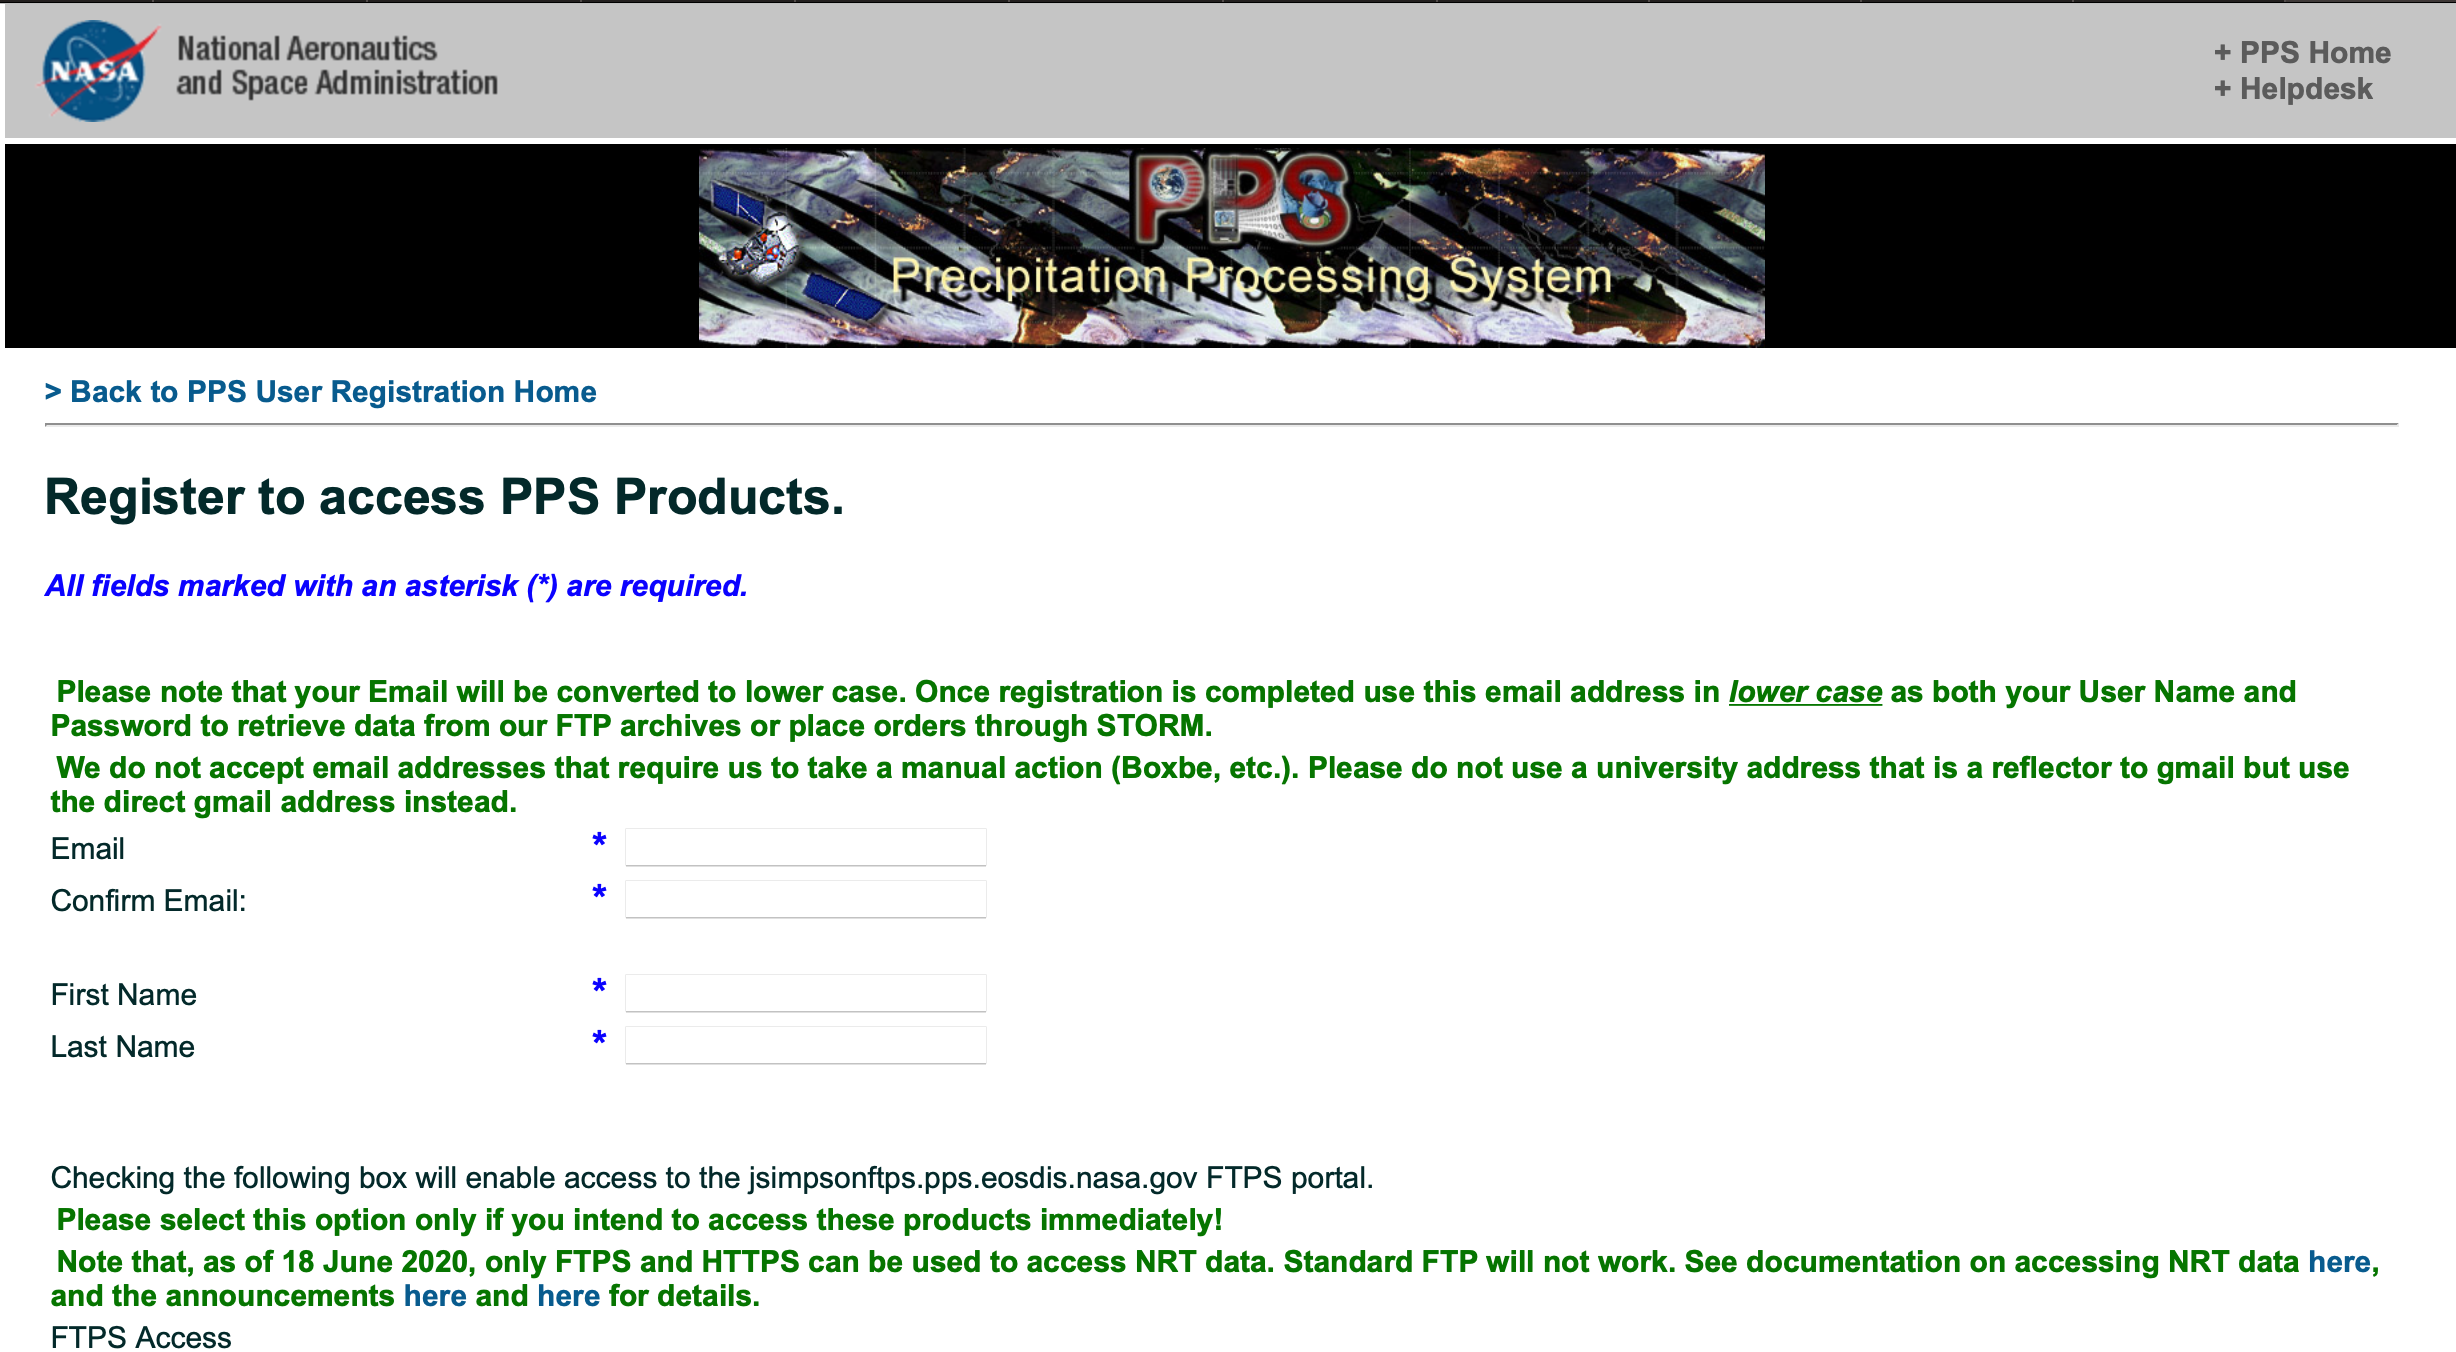 NASA
National Aeronautics
and Space Administration
+ PPS Home
+ Helpdesk
PPS
Precipitation Processing System
> Back to PPS User Registration Home
Register to access PPS Products.
All fields marked with an asterisk (*) are required.
Please note that your Email will be converted to lower case. Once registration is completed use this email address in lower case as both your User Name and
Password to retrieve data from our FTP archives or place orders through STORM.
We do not accept email addresses that require us to take a manual action (Boxbe, etc.). Please do not use a university address that is a reflector to gmail but use
the direct gmail address instead.
Email *
Confirm Email: *
First Name *
Last Name *
Checking the following box will enable access to the jsimpsonftps.pps.eosdis.nasa.gov FTPS portal.
Please select this option only if you intend to access these products immediately!
Note that, as of 18 June 2020, only FTPS and HTTPS can be used to access NRT data. Standard FTP will not work. See documentation on accessing NRT data here,
and the announcements here and here for details.
FTPS Access